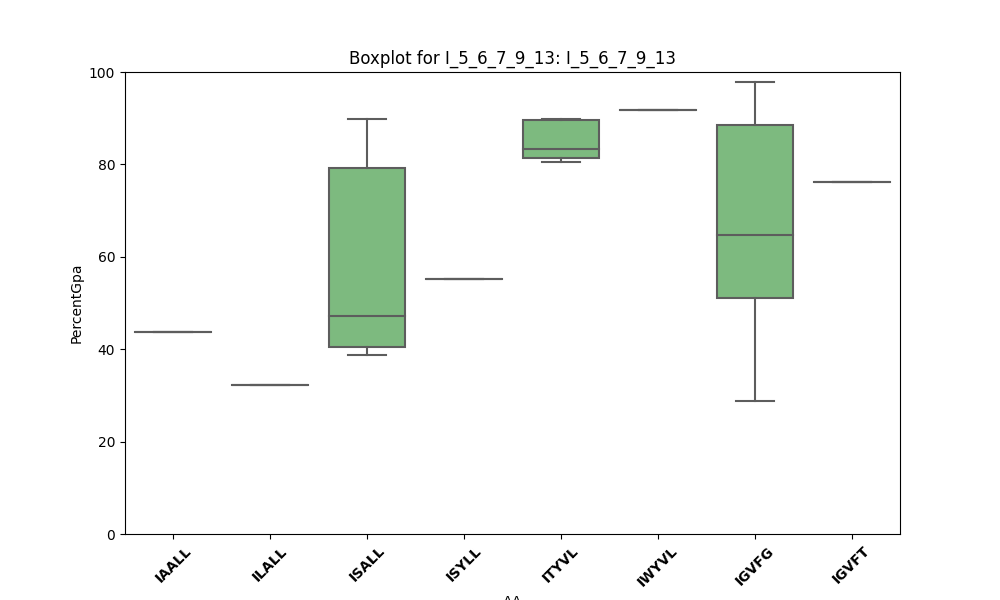 Boxplot for I_5_6_7_9_13: I_5_6_7_9_13
100
80
60
40
20
0
PercentGpa
IAALL
ILALL
ISALL
ISYLL
ITYVL
IWYVL
IGVFG
IGVFT
AA